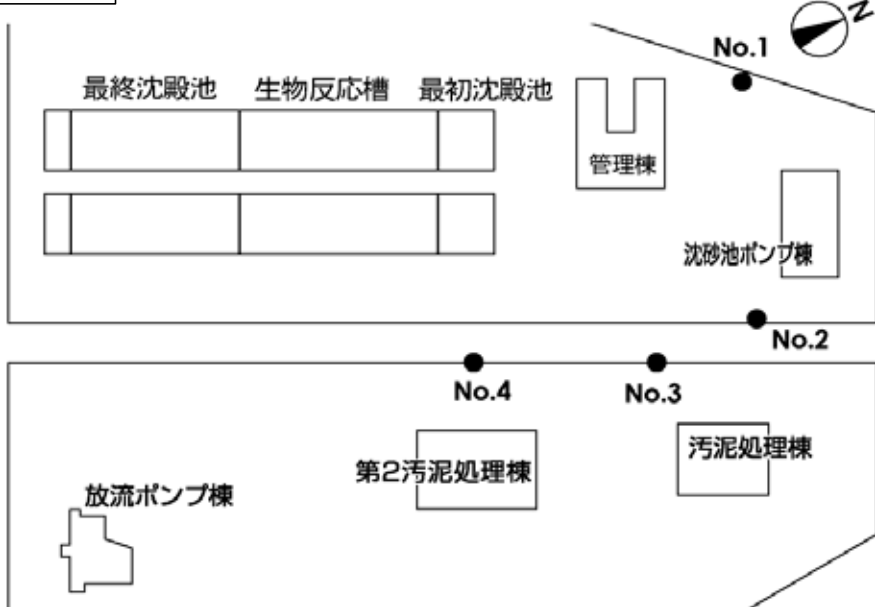 N
No.1
最終沈殿池
生物反応槽
最初沈殿池
管理棟
沈砂池ポンプ棟
No.2
No.4
No.3
汚泥処理棟
第2汚泥処理棟
放流ポンプ棟